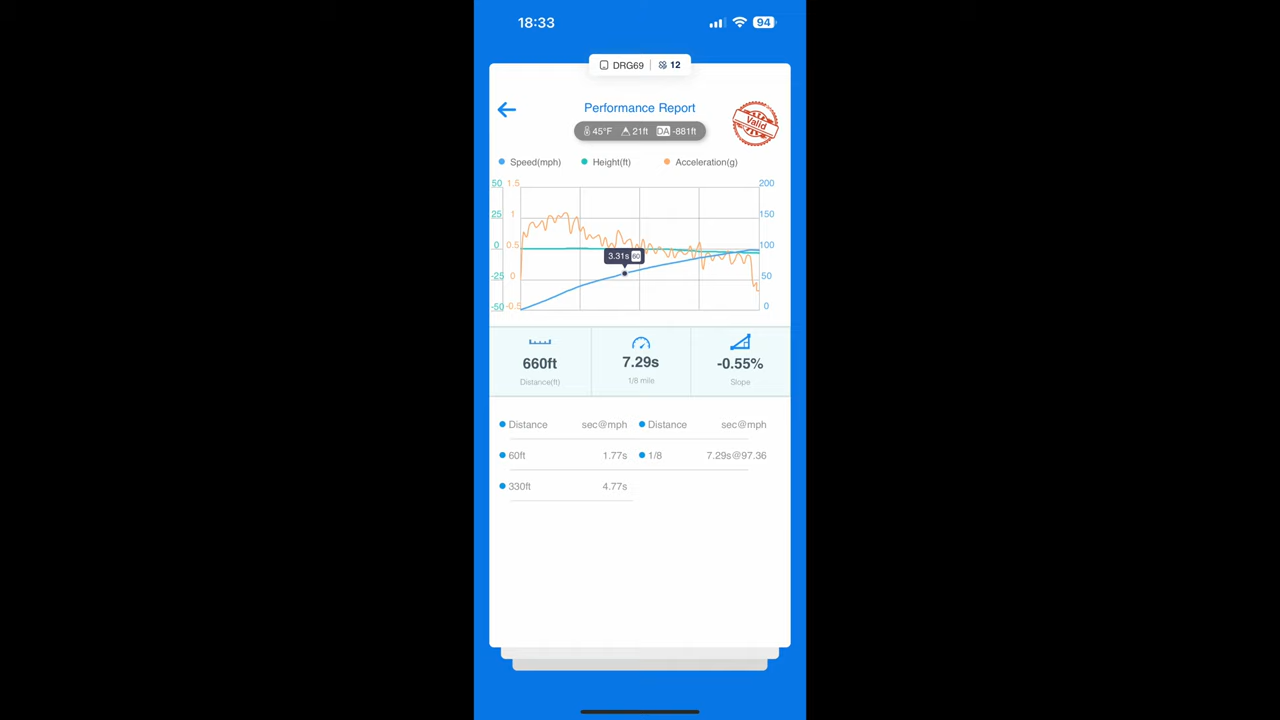 18:33 94
DRG69 12
Performance Report
Valid
45°F 21ft DA -881ft
Speed(mph) Height(ft) Acceleration(g)
50 1.5 200
25 1 150
0 0.5 100
-25 0 50
-50 -0.5 0
3.31s 60
660ft 7.29s -0.55%
Distance(ft) 1/8 mile Slope
Distance sec@mph Distance sec@mph
60ft 1.77s 1/8 7.29s@97.36
330ft 4.77s